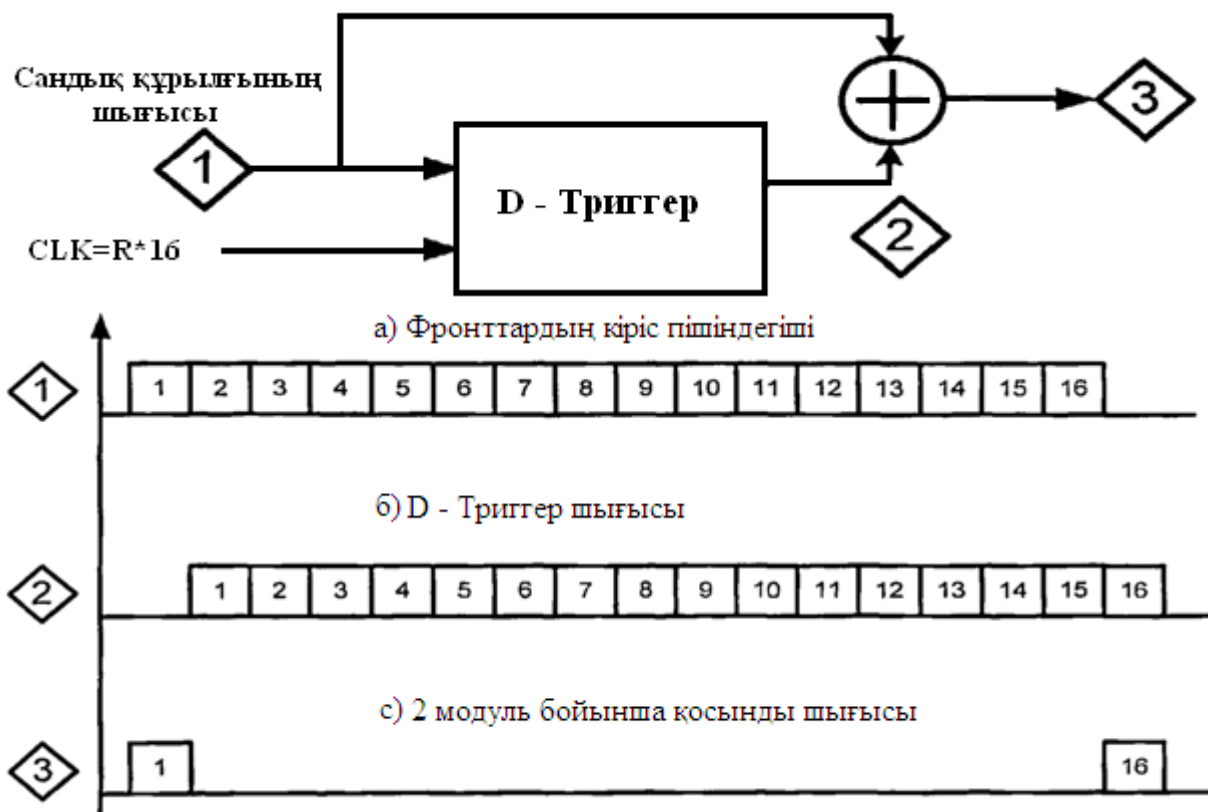 Сандық құрылғының
шығысы
1
CLK=R*16
D - Триггер
2
3
а) Фронттардың кіріс пішіндегіші
1
1 2 3 4 5 6 7 8 9 10 11 12 13 14 15 16
б) D - Триггер шығысы
2
1 2 3 4 5 6 7 8 9 10 11 12 13 14 15 16
с) 2 модуль бойынша қосынды шығысы
3
1 16